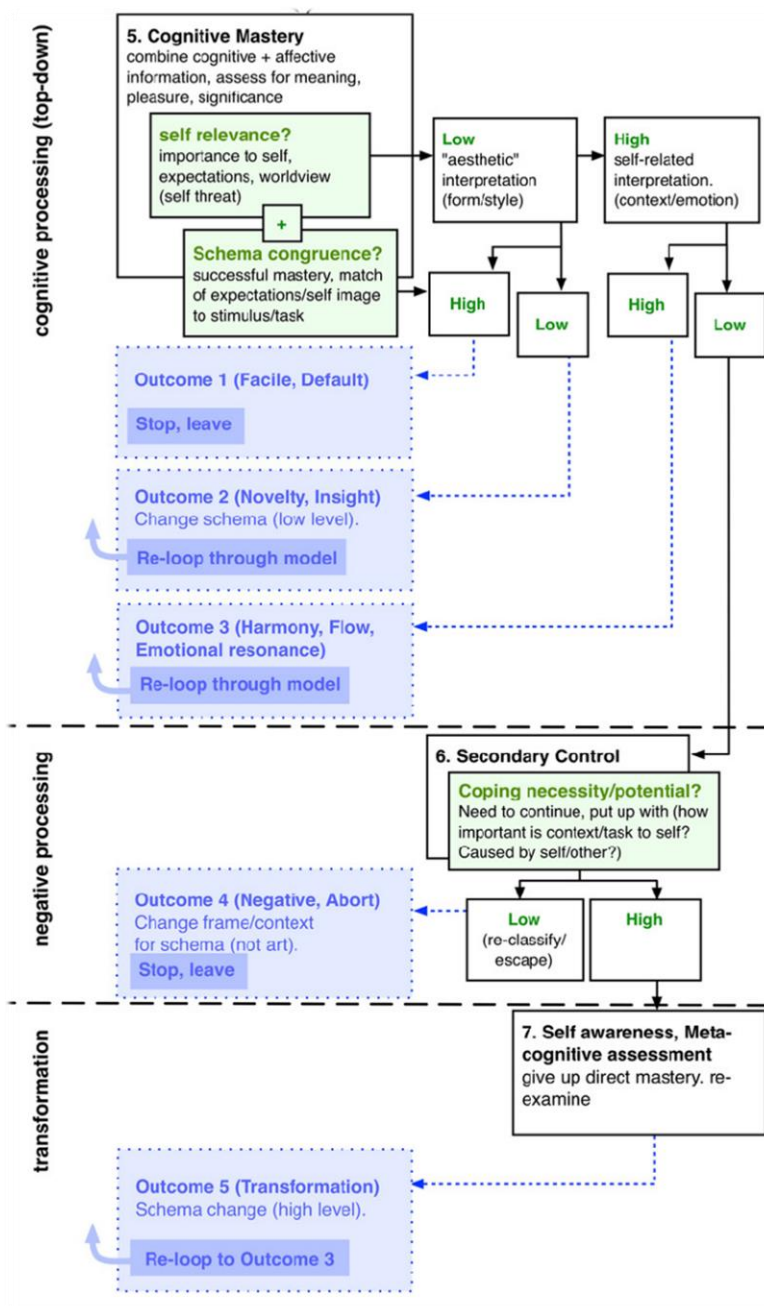 cognitive processing (top-down)
5. Cognitive Mastery
combine cognitive + affective
information, assess for meaning,
pleasure, significance
self relevance?
importance to self,
expectations, worldview
(self threat)
+
Schema congruence?
successful mastery, match
of expectations/self image
to stimulus/task
Low
"aesthetic"
interpretation
(form/style)
High
self-related
interpretation.
(context/emotion)
High
Low
High
Low
Outcome 1 (Facile, Default)
Stop, leave
Outcome 2 (Novelty, Insight)
Change schema (low level).
Re-loop through model
Outcome 3 (Harmony, Flow,
Emotional resonance)
Re-loop through model
negative processing
6. Secondary Control
Coping necessity/potential?
Need to continue, put up with (how
important is context/task to self?
Caused by self/other?)
Low
(re-classify/
escape)
High
Outcome 4 (Negative, Abort)
Change frame/context
for schema (not art).
Stop, leave
transformation
7. Self awareness, Meta-
cognitive assessment
give up direct mastery. re-
examine
Outcome 5 (Transformation)
Schema change (high level).
Re-loop to Outcome 3